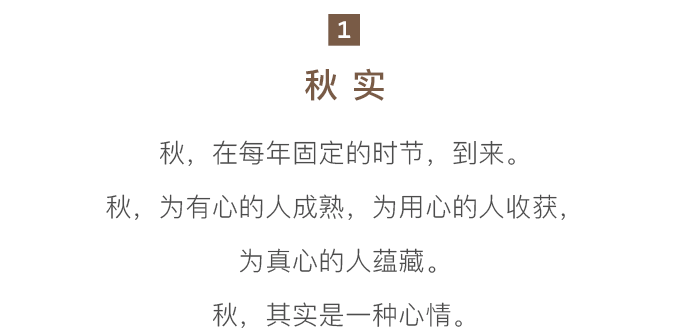 1
秋实
秋，在每年固定的时节，到来。
秋，为有心的人成熟，为用心的人收获，
为真心的人蕴藏。
秋，其实是一种心情。